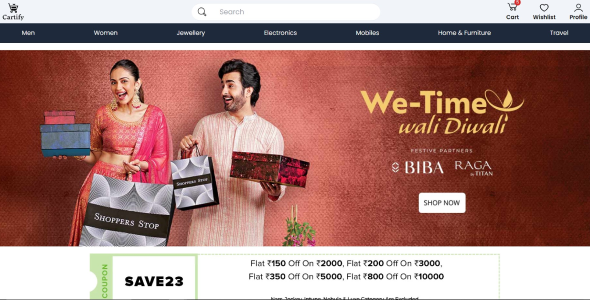 Cartify
Search
Cart
Wishlist
Profile
Men
Women
Jewellery
Electronics
Mobiles
Home & Furniture
Travel
We-Time
wali Diwali
FESTIVE PARTNERS
BIBA
RAGA
by TITAN
SHOP NOW
SHOPPERS STOP
SHOPPERS STOP
COUPON
SAVE23
Flat ₹150 Off On ₹2000, Flat ₹200 Off On ₹3000,
Flat ₹350 Off On ₹5000, Flat ₹800 Off On ₹10000